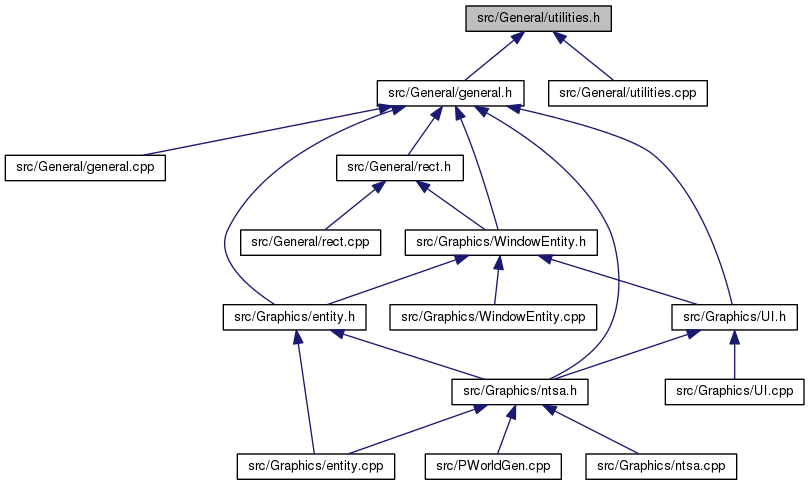 src/General/utilities.h
src/General/general.h
src/General/utilities.cpp
src/General/general.cpp
src/General/rect.h
src/General/rect.cpp
src/Graphics/WindowEntity.h
src/Graphics/entity.h
src/Graphics/WindowEntity.cpp
src/Graphics/UI.h
src/Graphics/ntsa.h
src/Graphics/UI.cpp
src/Graphics/entity.cpp
src/PWorldGen.cpp
src/Graphics/ntsa.cpp